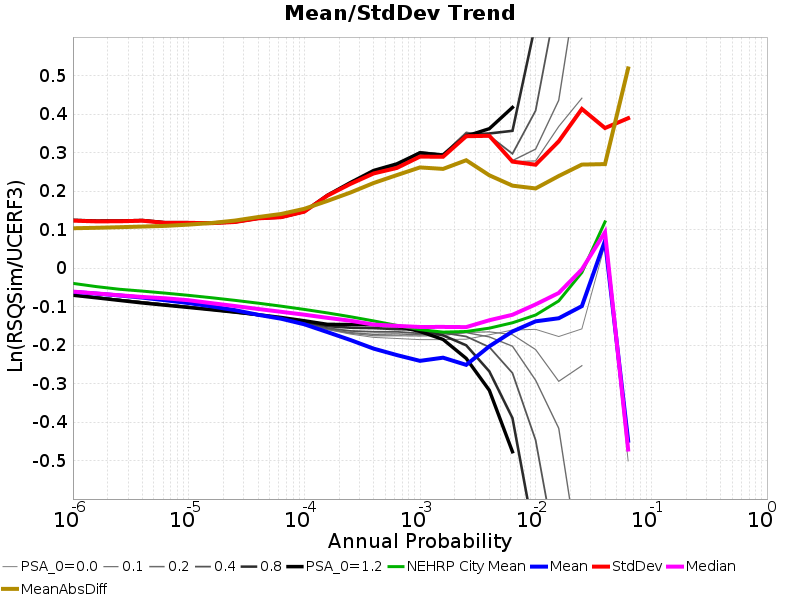 Mean/StdDev Trend
Ln(RSQSim/UCERF3)
0.5
0.4
0.3
0.2
0.1
0
-0.1
-0.2
-0.3
-0.4
-0.5
10^-6 10^-5 10^-4 10^-3 10^-2 10^-1 10^0
Annual Probability
PSA_0=0.0 0.1 0.2 0.4 0.8 PSA_0=1.2 NEHRP City Mean Mean StdDev Median
MeanAbsDiff